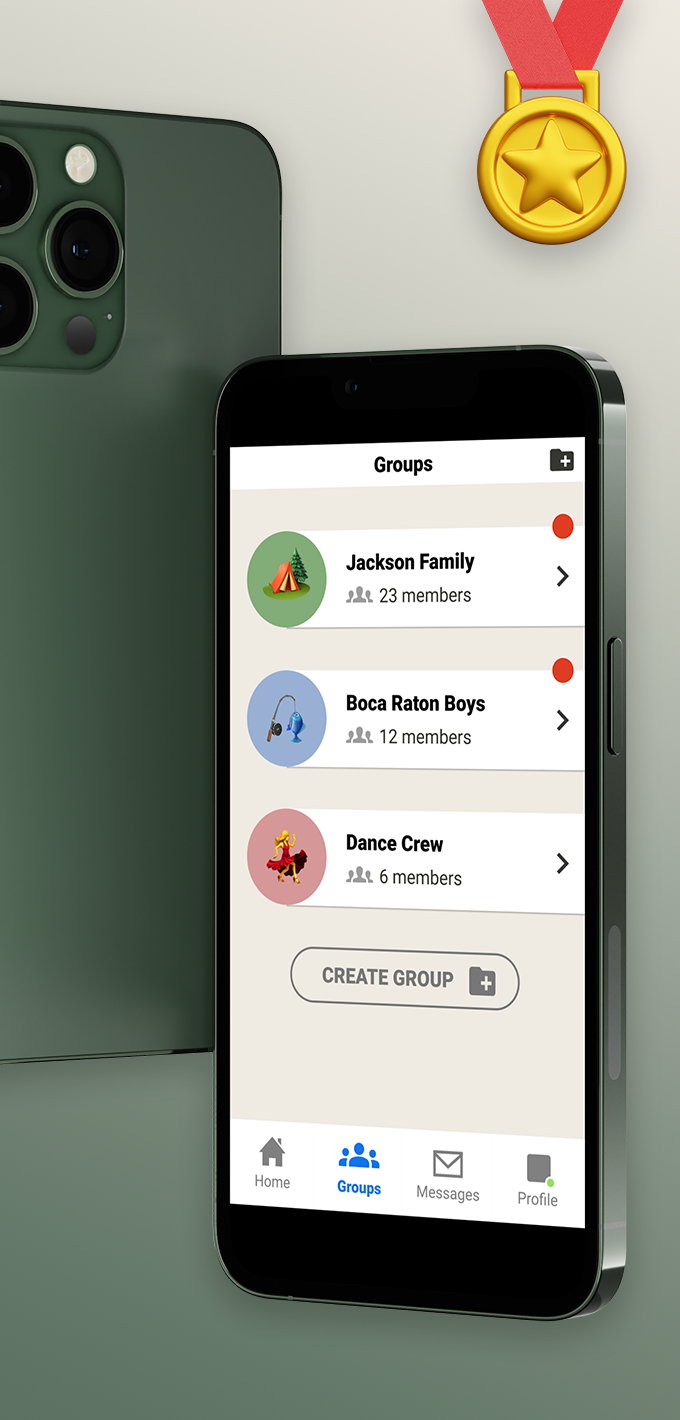 Groups
Jackson Family
23 members
Boca Raton Boys
12 members
Dance Crew
6 members
CREATE GROUP
Home
Groups
Messages
Profile